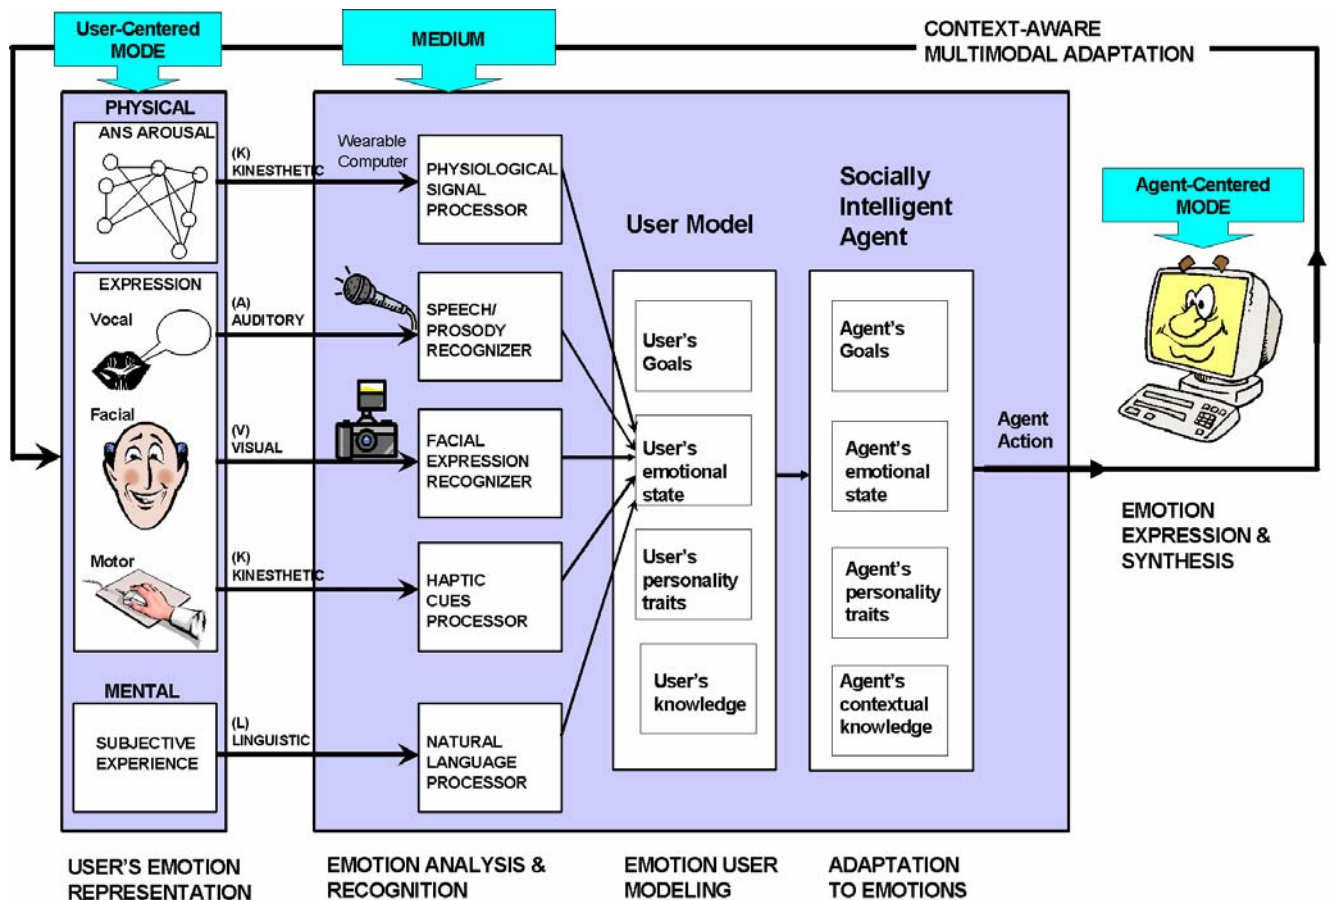 User-Centered
MODE
MEDIUM
CONTEXT-AWARE
MULTIMODAL ADAPTATION
PHYSICAL
ANS AROUSAL
(K)
KINESTHETIC
Wearable
Computer
PHYSIOLOGICAL
SIGNAL
PROCESSOR
EXPRESSION
Vocal
(A)
AUDITORY
SPEECH/
PROSODY
RECOGNIZER
Facial
(V)
VISUAL
FACIAL
EXPRESSION
RECOGNIZER
Motor
(K)
KINESTHETIC
HAPTIC
CUES
PROCESSOR
MENTAL
SUBJECTIVE
EXPERIENCE
(L)
LINGUISTIC
NATURAL
LANGUAGE
PROCESSOR
User Model
User's
Goals
User's
emotional
state
User's
personality
traits
User's
knowledge
Socially
Intelligent
Agent
Agent's
Goals
Agent's
emotional
state
Agent's
personality
traits
Agent's
contextual
knowledge
Agent
Action
Agent-Centered
MODE
EMOTION
EXPRESSION &
SYNTHESIS
USER'S EMOTION
REPRESENTATION
EMOTION ANALYSIS &
RECOGNITION
EMOTION USER
MODELING
ADAPTATION
TO EMOTIONS